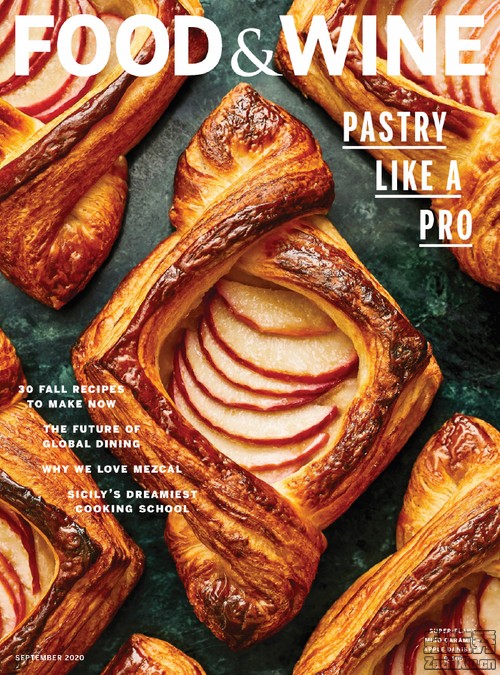 FOOD & WINE
PASTRY
LIKE A
PRO
30 FALL RECIPES
TO MAKE NOW
THE FUTURE OF
GLOBAL DINING
WHY WE LOVE MEZCAL
SICILY'S DREAMIEST
COOKING SCHOOL
SEPTEMBER 2020
APPLE